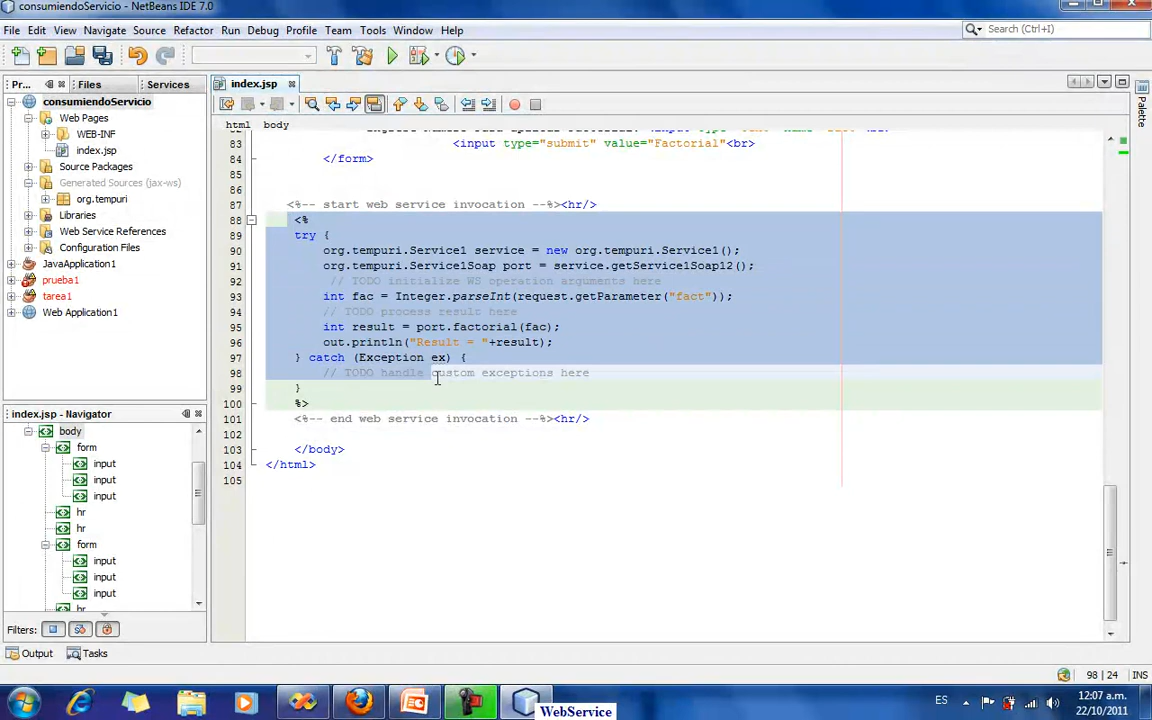 consumiendoServicio - NetBeans IDE 7.0
File Edit View Navigate Source Refactor Run Debug Profile Team Tools Window Help
Search (Ctrl+I)
Pr... Files Services
index.jsp
consumiendoServicio
Web Pages
WEB-INF
index.jsp
Source Packages
Generated Sources (jax-ws)
org.tempuri
Libraries
Web Service References
Configuration Files
JavaApplication1
prueba1
tarea1
Web Application1
html body
83 <input type="submit" value="Factorial"<br>
84 </form>
85
86
87 <%-- start web service invocation --%><hr/>
88 <%
89 try {
90 org.tempuri.Service1 service = new org.tempuri.Service1();
91 org.tempuri.Service1Soap port = service.getService1Soap12();
92 // TODO initialize WS operation arguments here
93 int fac = Integer.parseInt(request.getParameter("fact"));
94 // TODO process result here
95 int result = port.factorial(fac);
96 out.println("Result = "+result);
97 } catch (Exception ex) {
98 // TODO handle custom exceptions here
99 }
100 %>
101 <%-- end web service invocation --%><hr/>
102
103 </body>
104 </html>
105
Palette
index.jsp - Navigator
body
form
input
input
input
hr
hr
form
input
input
input
hr
Filters:
Output Tasks
98 | 24 INS
WebService
ES
12:07 a.m.
22/10/2011